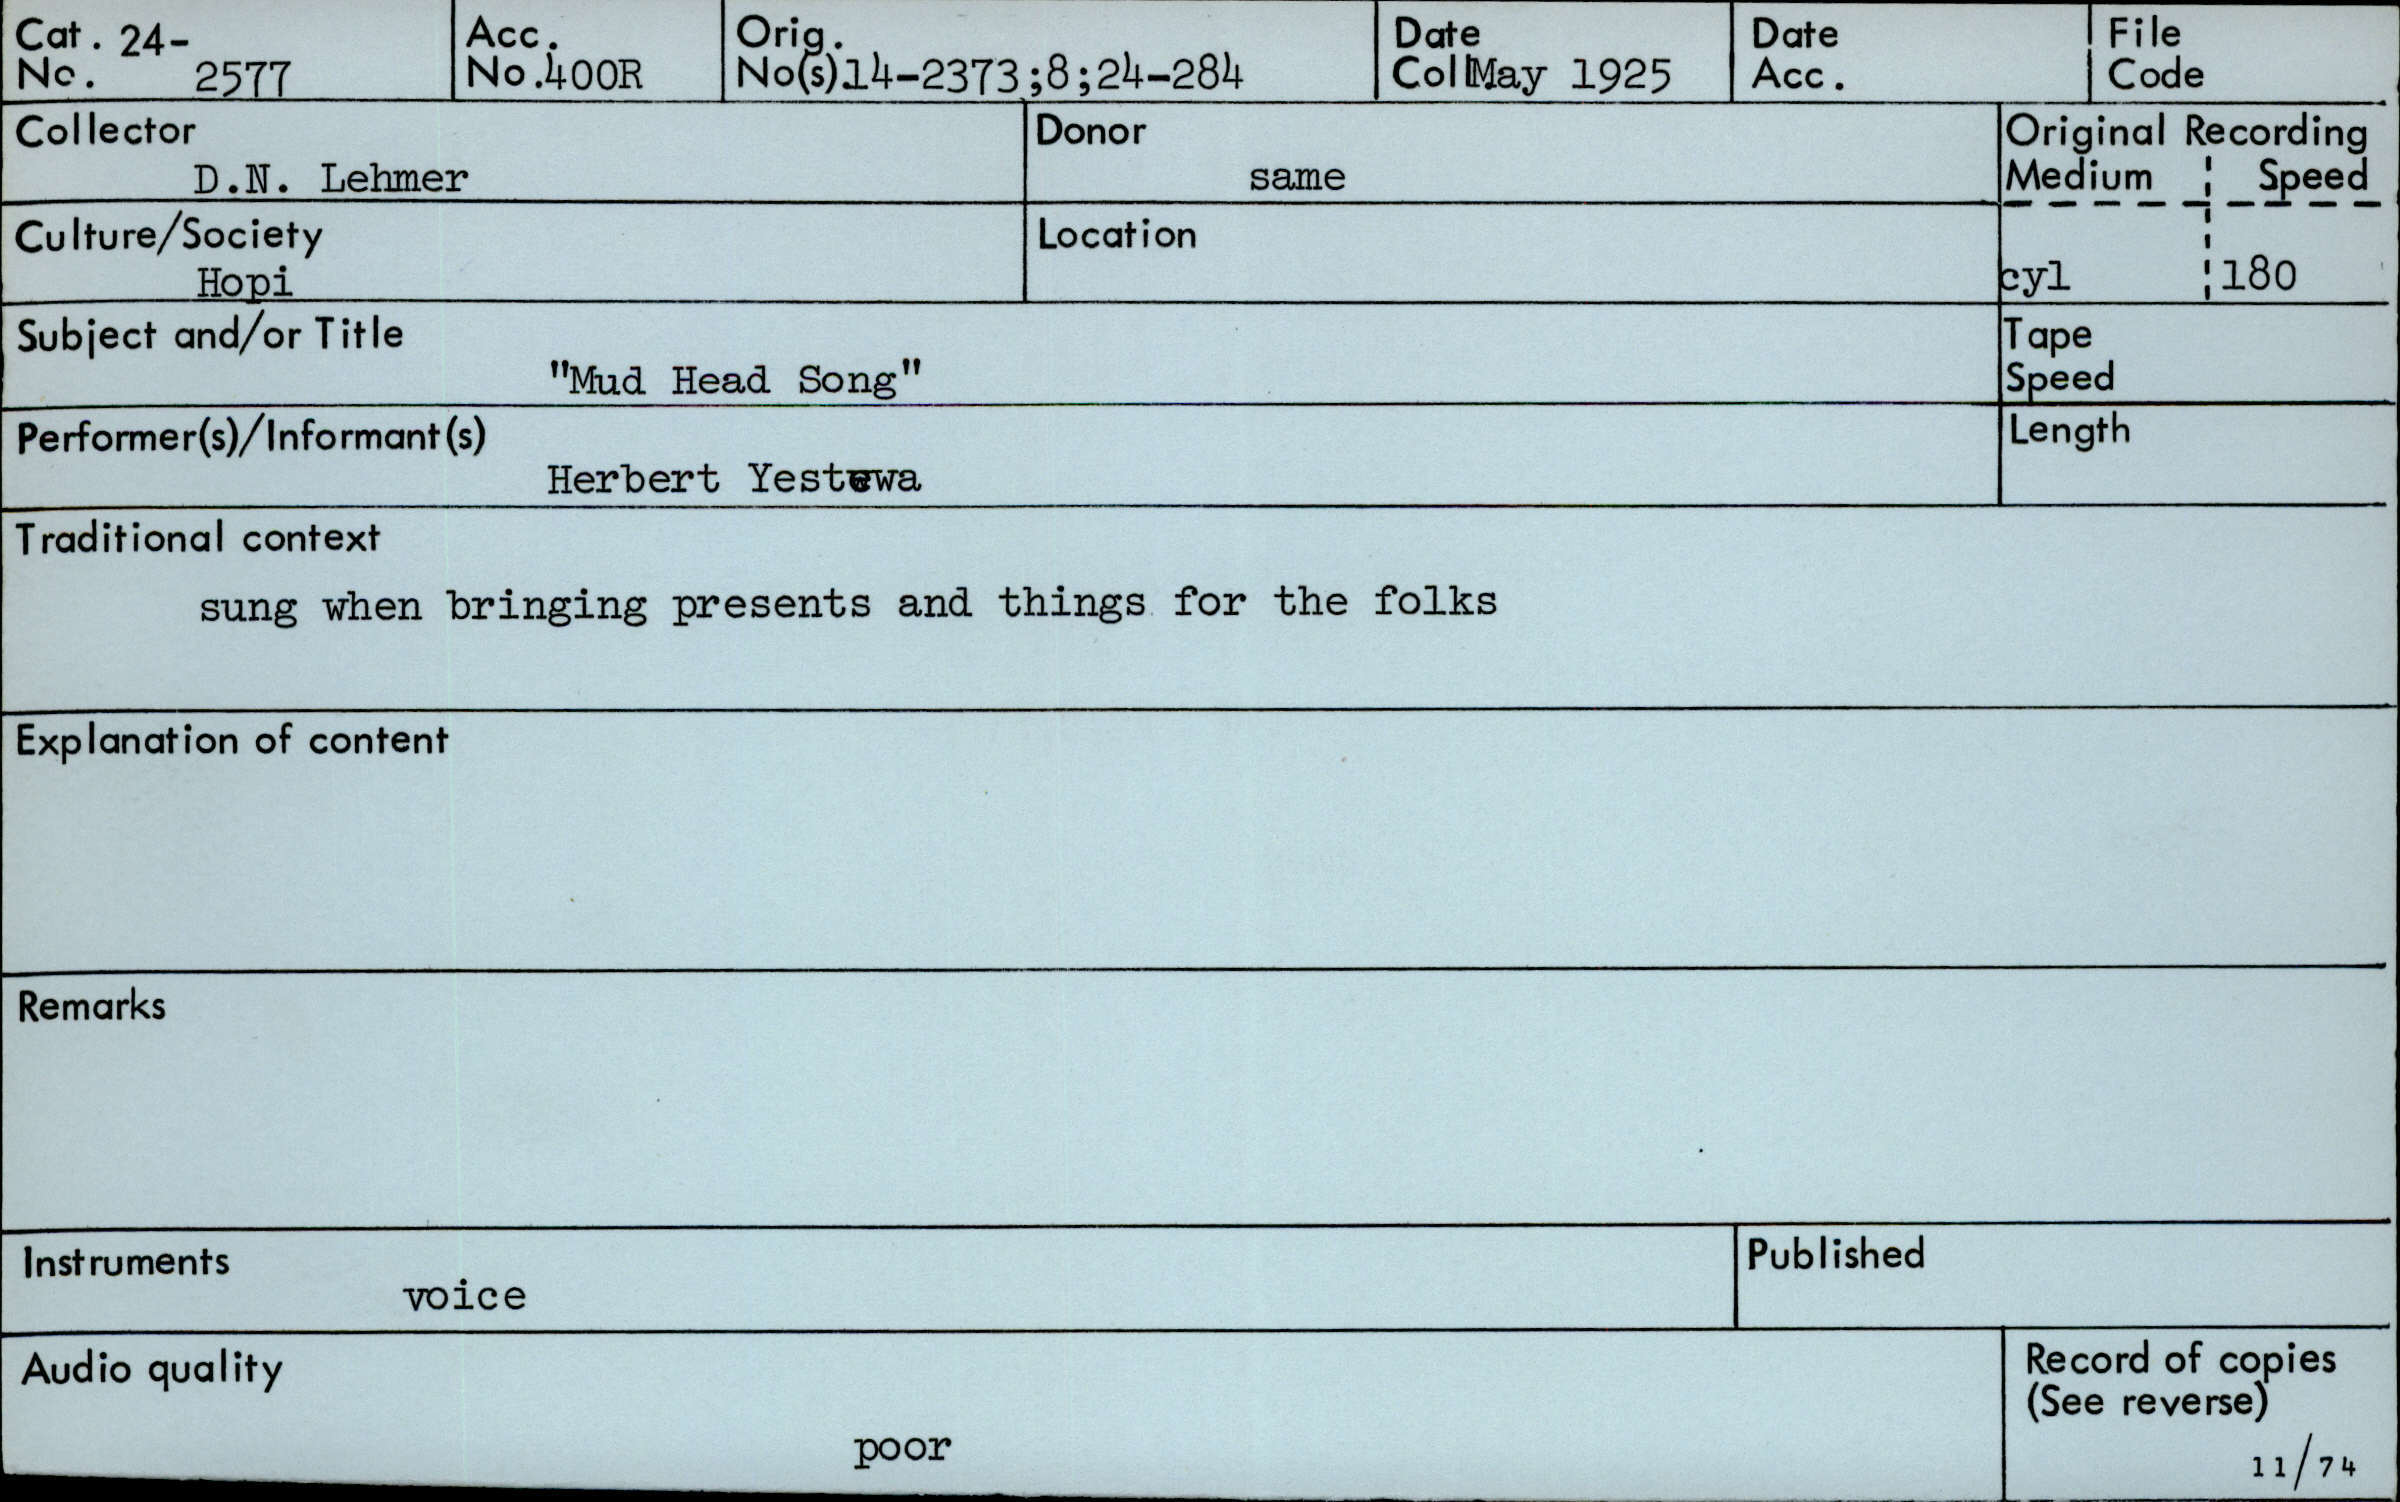 Cat. 24-
No. 2577
Acc.
No. 400R
Orig.
No(s). 14-2373;8;24-284
Date
Coll May 1925
Date
Acc.
File
Code
Collector
D.N. Lehmer
Donor
same
Original Recording
Medium Speed
cyl 180
Culture/Society
Hopi
Location
Subject and/or Title
"Mud Head Song"
Tape
Speed
Performer(s)/Informant(s)
Herbert
Length
Traditional context
sung when bringing presents and things for the folks
Explanation of content
Remarks
Instruments
voice
Published
Audio quality
poor
Record of copies
(See reverse)
11/74